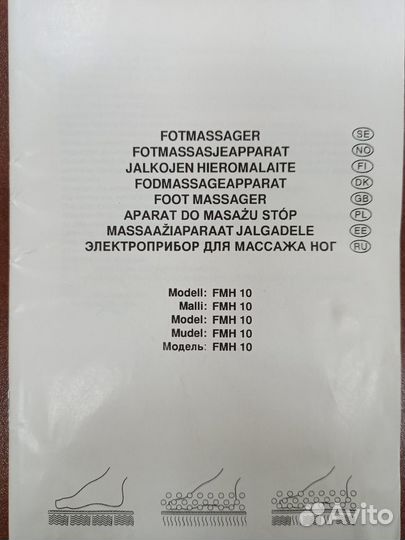 FOTMASSAGER SE
FOTMASSASJEAPPARAT NO
JALKOJEN HIEROMALAITE FI
FODMASSAGEAPPARAT DK
FOOT MASSAGER GB
APARAT DO MASAŻU STÓP PL
MASSAAŽIAPARAAT JALGADELE EE
ЭЛЕКТРОПРИБОР ДЛЯ МАССАЖА НОГ RU
Modell: FMH 10
Malli: FMH 10
Model: FMH 10
Mudel: FMH 10
Модель: FMH 10
Avito